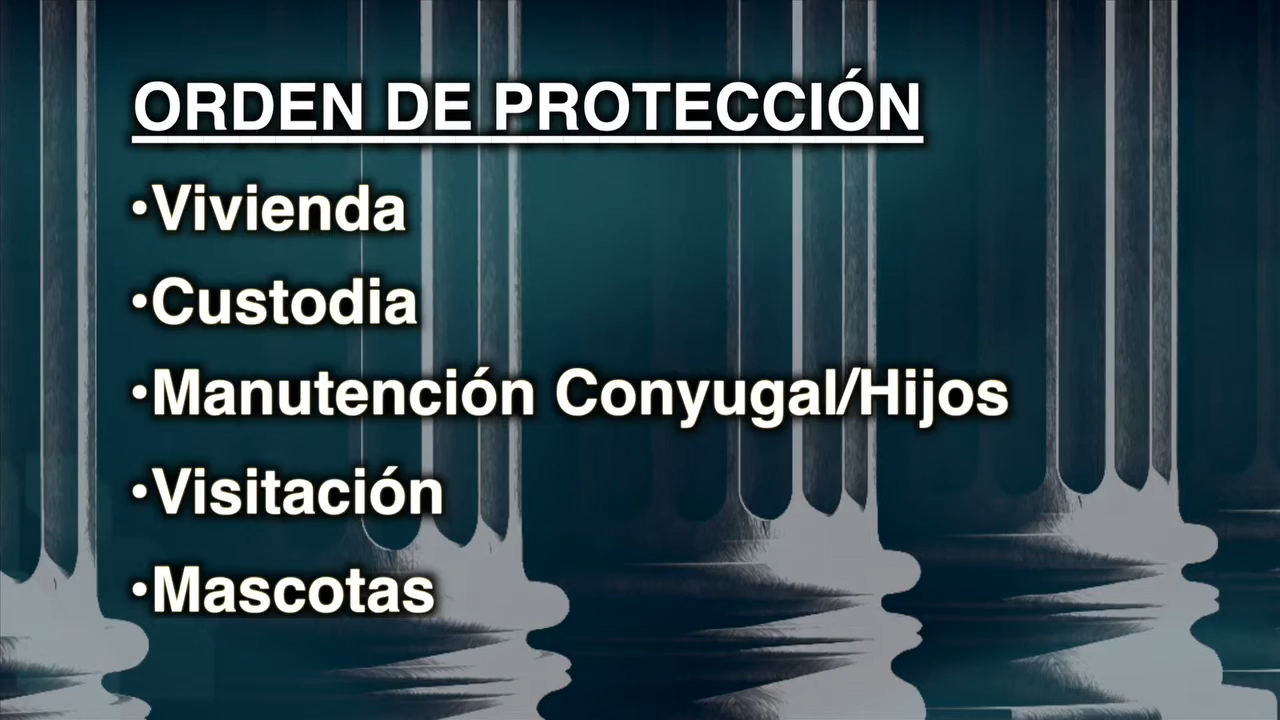 ORDEN DE PROTECCIÓN
•Vivienda
•Custodia
•Manutención Conyugal/Hijos
•Visitación
•Mascotas